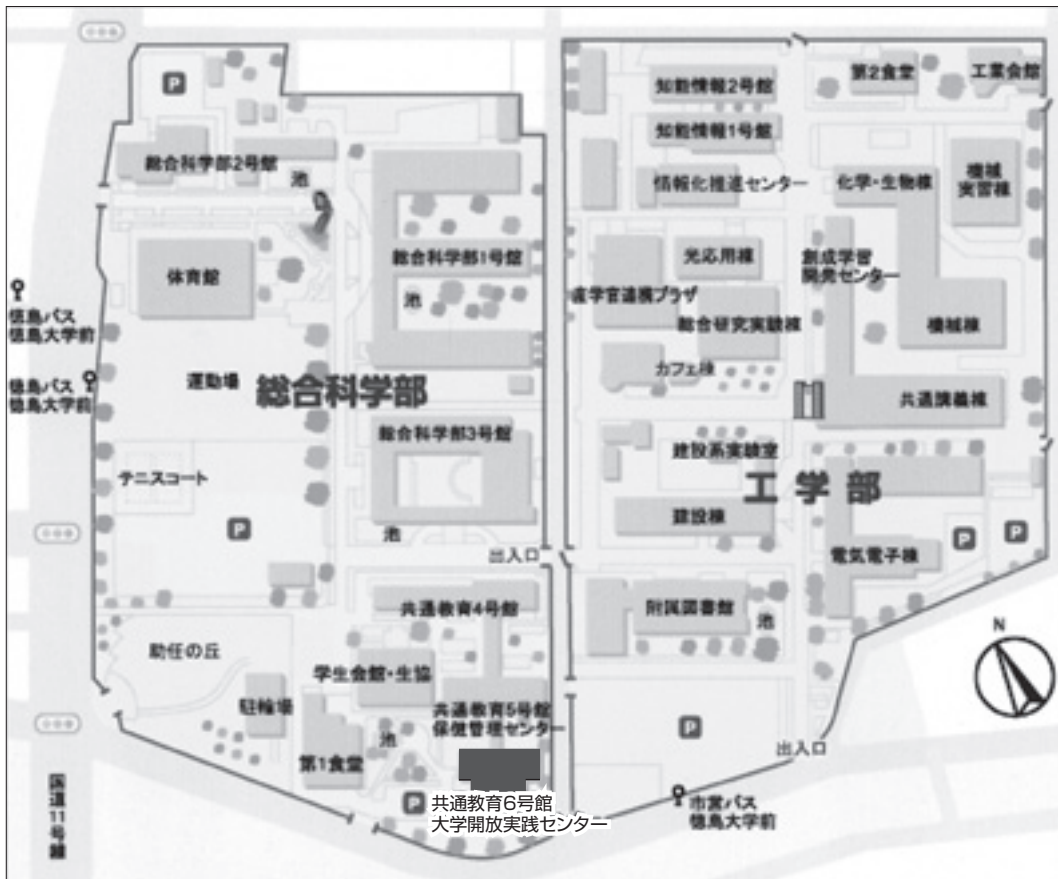 P
知能情報2号館
第2食堂
工業会館
知能情報1号館
総合科学部2号館
池
情報化推進センター
化学・生物棟
機械
実習棟
体育館
総合科学部1号館
池
光応用棟
創成学習
開発センター
産学官連携プラザ
総合研究実験棟
機械棟
徳島バス
徳島大学前
徳島バス
徳島大学前
運動場
総合科学部
カフェ棟
共通講義棟
総合科学部3号館
テニスコート
建設系実験室
工学部
P
池
建設棟
P
P
出入口
電気電子棟
共通教育4号館
附属図書館
池
助任の丘
学生会館・生協
N
駐輪場
共通教育5号館
保健管理センター
池
第1食堂
P
出入口
国道11号線
P
共通教育6号館
大学開放実践センター
市営バス
徳島大学前